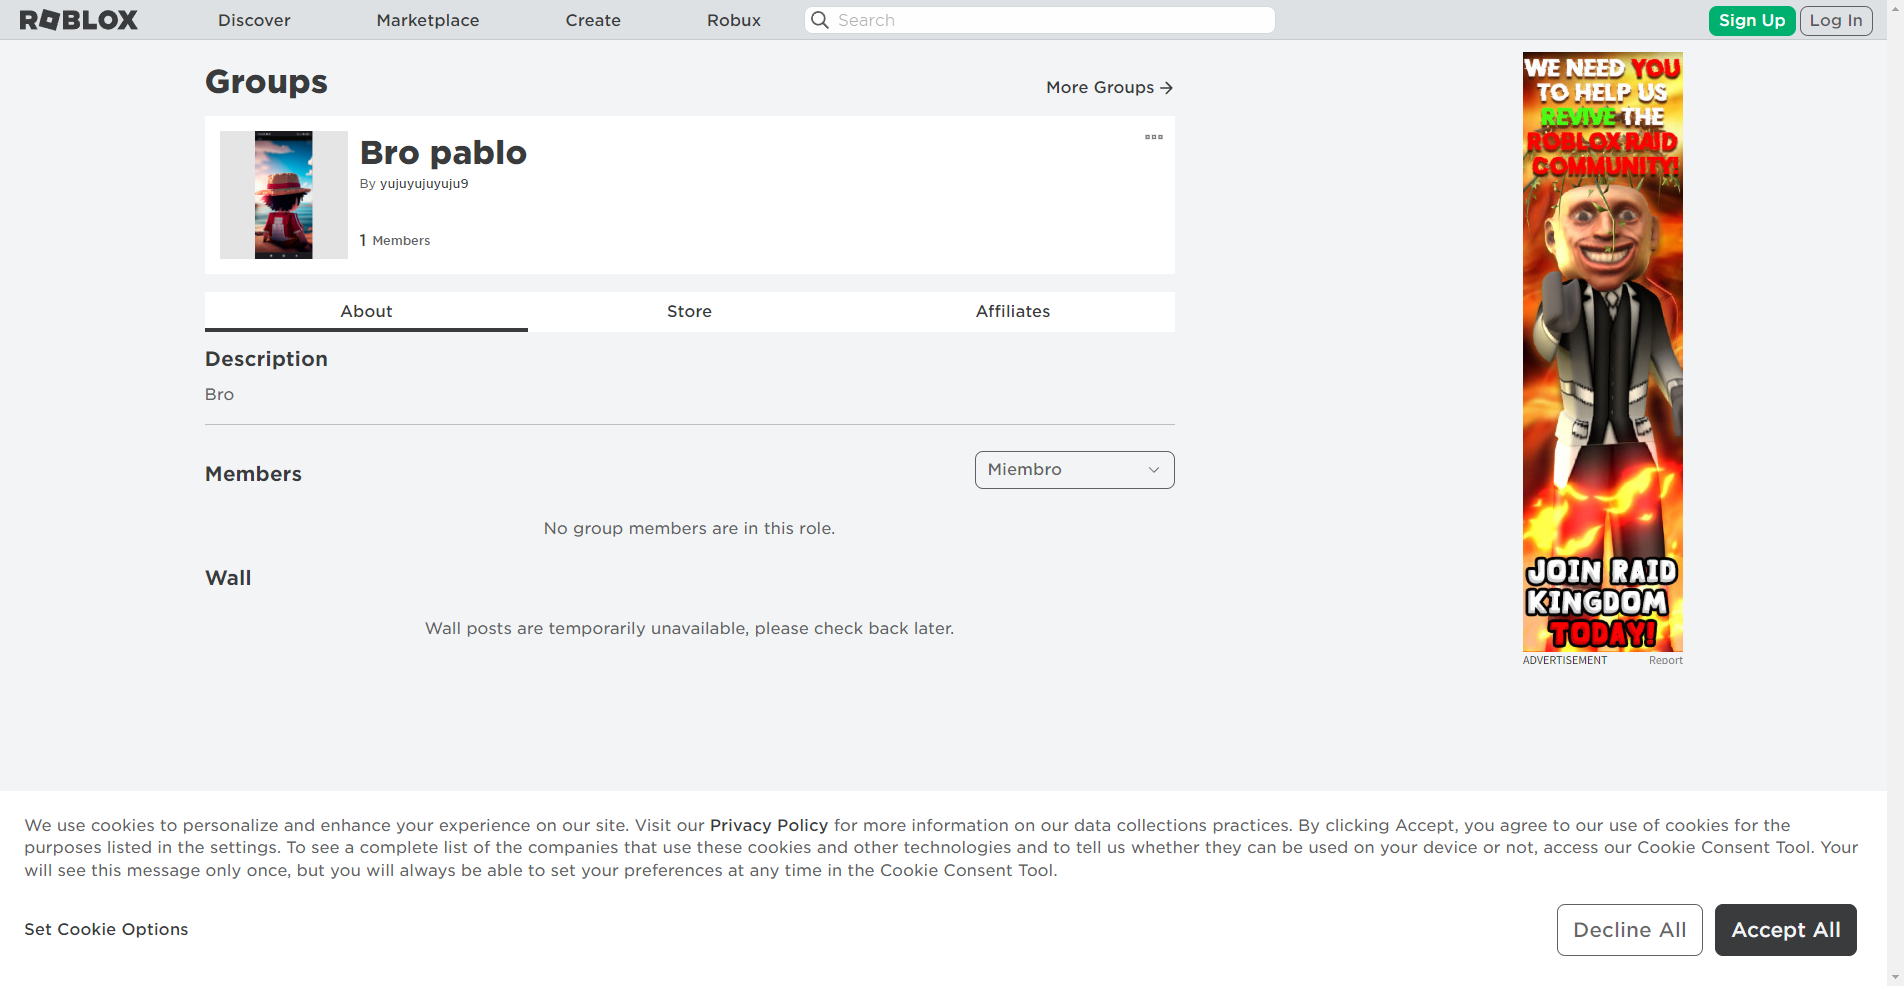 ROBLOX
Discover
Marketplace
Create
Robux
Search
Sign Up
Log In
Groups
More Groups
Bro pablo
By yujuyujuyuju9
1 Members
About
Store
Affiliates
Description
Bro
Members
Miembro
No group members are in this role.
Wall
Wall posts are temporarily unavailable, please check back later.
WE NEED YOU
TO HELP US
REVIVE THE
ROBLOX RAID
COMMUNITY!
JOIN RAID
KINGDOM
TODAY!
ADVERTISEMENT
Report
We use cookies to personalize and enhance your experience on our site. Visit our Privacy Policy for more information on our data collections practices. By clicking Accept, you agree to our use of cookies for the
purposes listed in the settings. To see a complete list of the companies that use these cookies and other technologies and to tell us whether they can be used on your device or not, access our Cookie Consent Tool. Your
will see this message only once, but you will always be able to set your preferences at any time in the Cookie Consent Tool.
Set Cookie Options
Decline All
Accept All